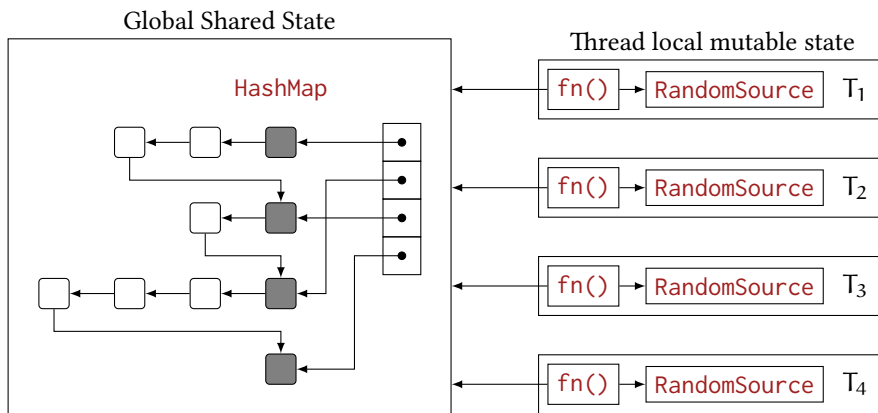 Global Shared State
Thread local mutable state
HashMap
fn() RandomSource T1
fn() RandomSource T2
fn() RandomSource T3
fn() RandomSource T4